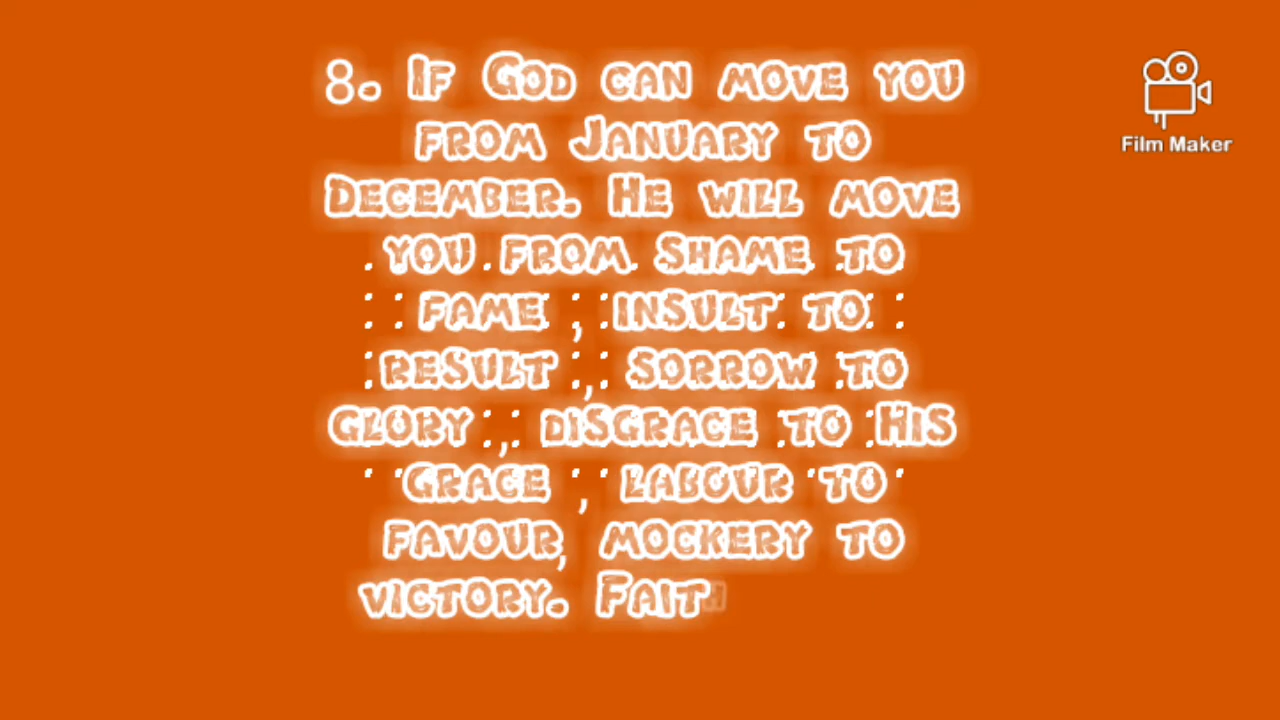 8. If God can move you
from January to
December. He will move
you from shame to
fame , insult to
result , sorrow to
glory , disgrace to His
grace , labour to
favour, mockery to
victory. Faith
Film Maker